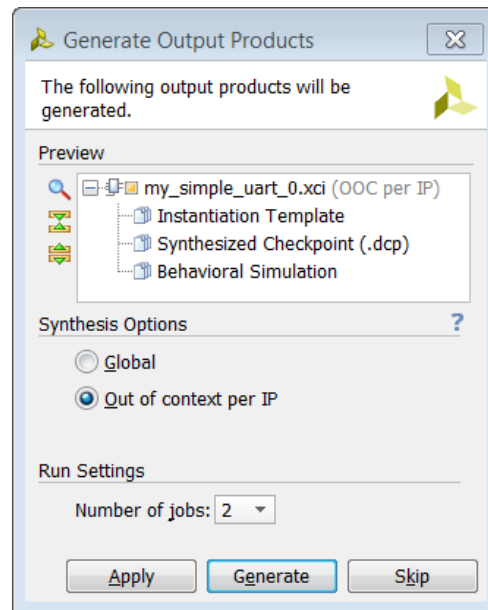 Generate Output Products
The following output products will be
generated.
Preview
my_simple_uart_0.xci (OOC per IP)
Instantiation Template
Synthesized Checkpoint (.dcp)
Behavioral Simulation
Synthesis Options
?
Global
Out of context per IP
Run Settings
Number of jobs: 2
Apply Generate Skip